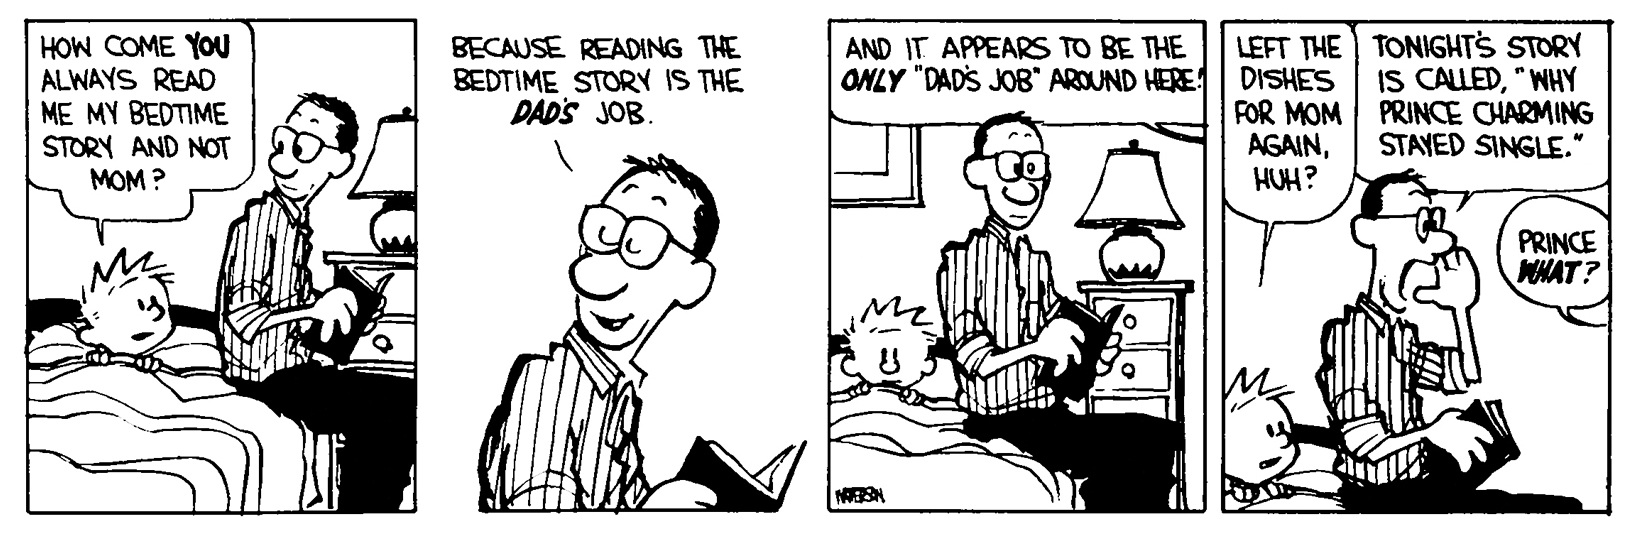 HOW COME YOU
ALWAYS READ
ME MY BEDTIME
STORY AND NOT
MOM?
BECAUSE READING THE
BEDTIME STORY IS THE
DAD'S JOB.
AND IT APPEARS TO BE THE
ONLY "DAD'S JOB" AROUND HERE!
WATERSON
LEFT THE
DISHES
FOR MOM
AGAIN,
HUH?
TONIGHT'S STORY
IS CALLED, "WHY
PRINCE CHARMING
STAYED SINGLE."
PRINCE
WHAT?